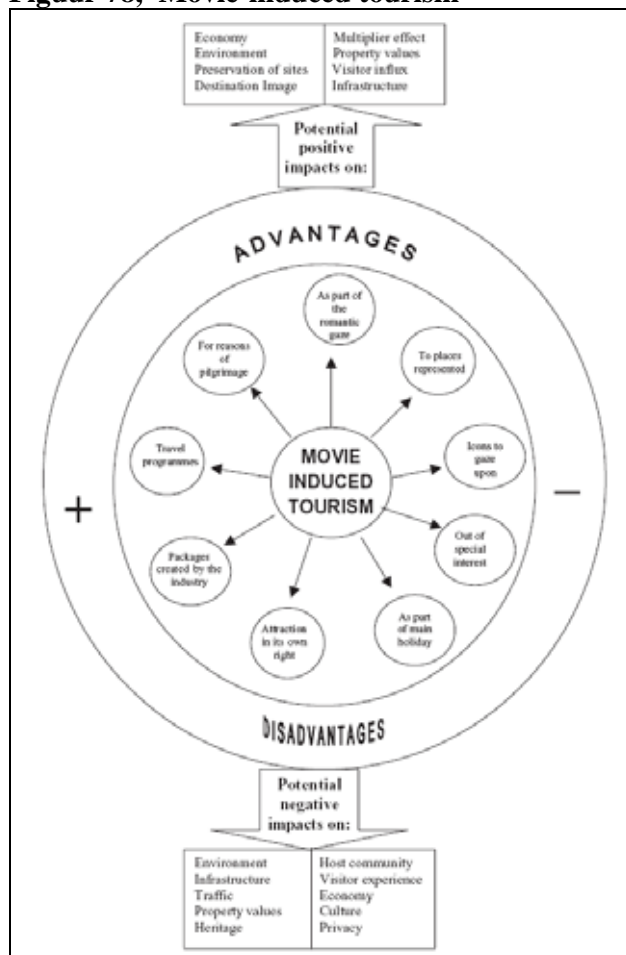 Figuur 78, Movie induced tourism
Economy
Environment
Preservation of sites
Destination Image
Multiplier effect
Property values
Visitor influx
Infrastructure
Potential
positive
impacts on:
ADVANTAGES
As part of
the
romantic
gaze
For reasons
of
pilgrimage
To places
represented
Travel
programmes
MOVIE
INDUCED
TOURISM
Icons to
gaze
upon
+
–
Packages
created by the
industry
Out of
special
interest
Attraction
in its own
right
As part
of main
holiday
DISADVANTAGES
Potential
negative
impacts on:
Environment
Infrastructure
Traffic
Property values
Heritage
Host community
Visitor experience
Economy
Culture
Privacy